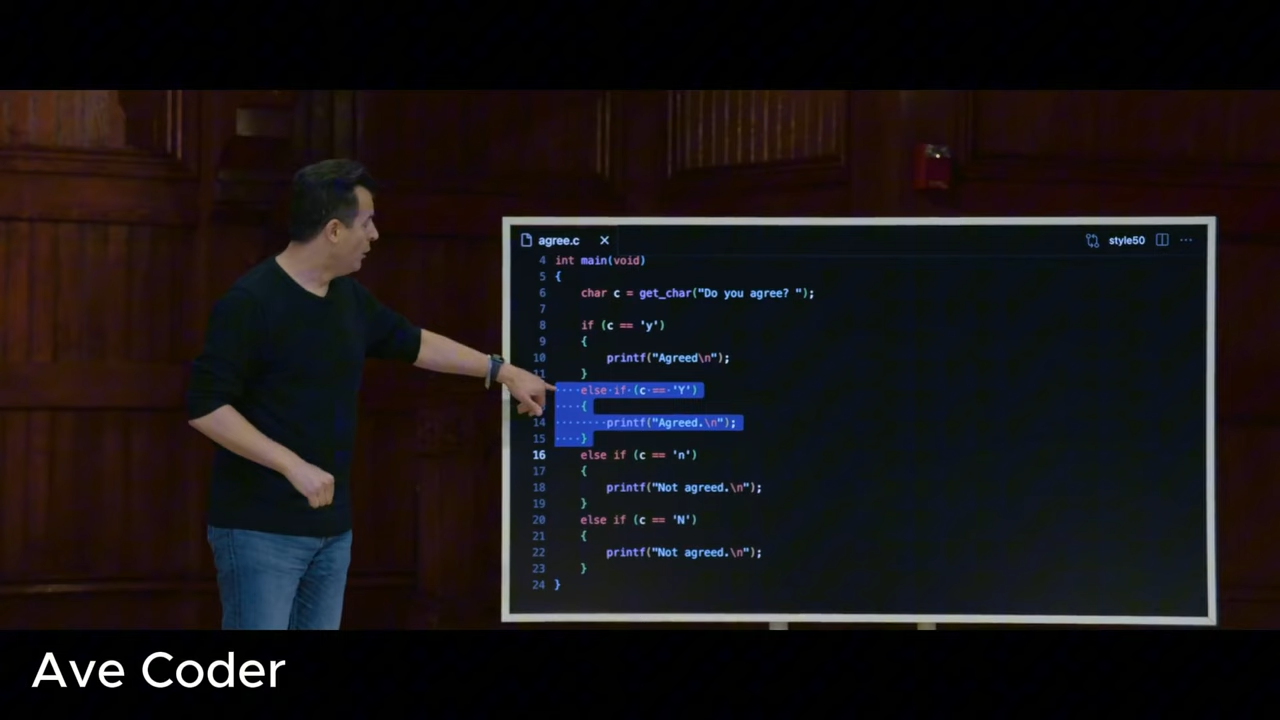 agree.c
style50
4 int main(void)
5 {
6 char c = get_char("Do you agree? ");
7
8 if (c == 'y')
9 {
10 printf("Agreed\n");
11 }
else if (c == 'Y')
{
14 printf("Agreed.\n");
15 }
16 else if (c == 'n')
17 {
18 printf("Not agreed.\n");
19 }
20 else if (c == 'N')
21 {
22 printf("Not agreed.\n");
23 }
24 }
Ave Coder